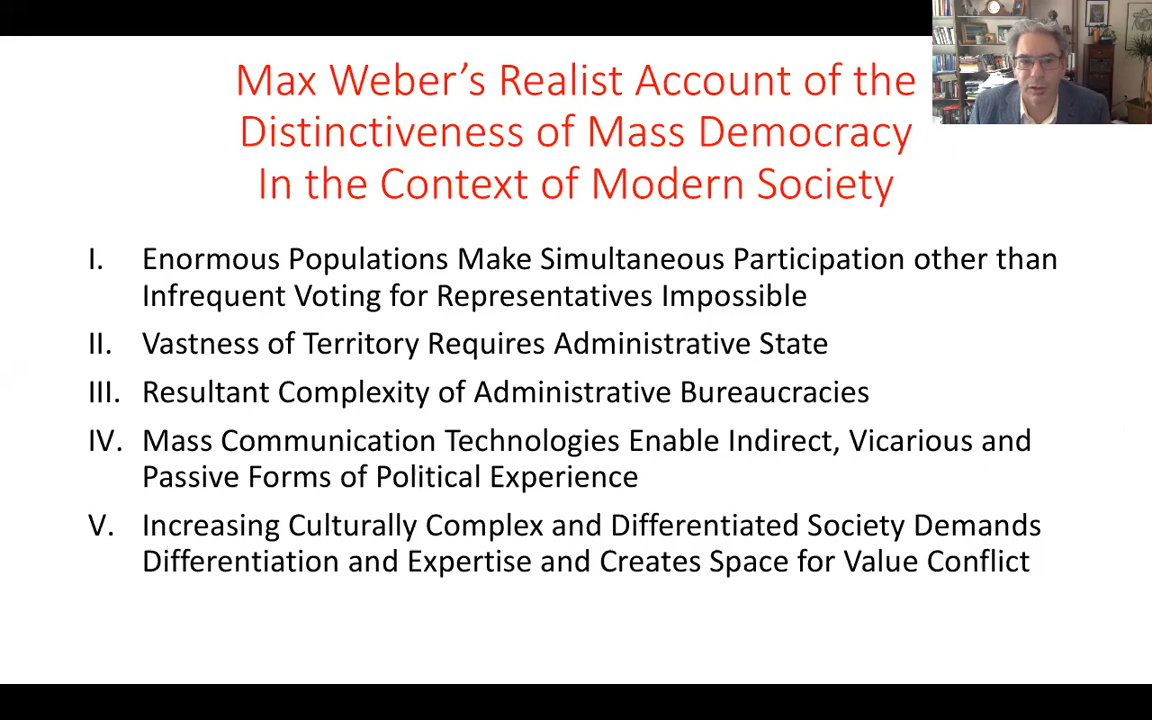 Max Weber’s Realist Account of the
Distinctiveness of Mass Democracy
In the Context of Modern Society
I. Enormous Populations Make Simultaneous Participation other than
Infrequent Voting for Representatives Impossible
II. Vastness of Territory Requires Administrative State
III. Resultant Complexity of Administrative Bureaucracies
IV. Mass Communication Technologies Enable Indirect, Vicarious and
Passive Forms of Political Experience
V. Increasing Culturally Complex and Differentiated Society Demands
Differentiation and Expertise and Creates Space for Value Conflict